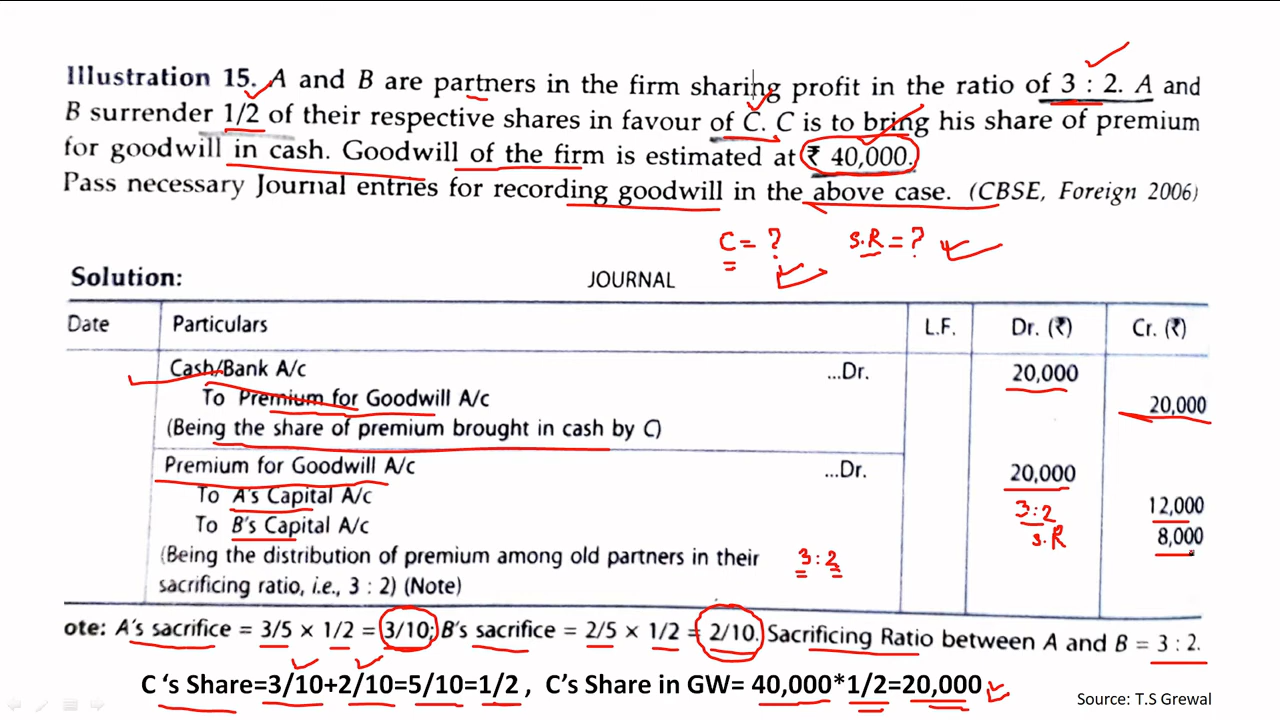 Illustration 15. A and B are partners in the firm sharing profit in the ratio of 3 : 2. A and
B surrender 1/2 of their respective shares in favour of C. C is to bring his share of premium
for goodwill in cash. Goodwill of the firm is estimated at ₹ 40,000.
Pass necessary Journal entries for recording goodwill in the above case. (CBSE, Foreign 2006)
C = ? S.R = ?
Solution: JOURNAL
Date Particulars L.F. Dr. (₹) Cr. (₹)
Cash/Bank A/c ...Dr. 20,000
To Premium for Goodwill A/c 20,000
(Being the share of premium brought in cash by C)
Premium for Goodwill A/c ...Dr. 20,000
To A's Capital A/c 3:2 12,000
To B's Capital A/c S.R 8,000
(Being the distribution of premium among old partners in their 3:2
sacrificing ratio, i.e., 3 : 2) (Note)
ote: A's sacrifice = 3/5 × 1/2 = 3/10; B's sacrifice = 2/5 × 1/2 = 2/10. Sacrificing Ratio between A and B = 3 : 2.
C 's Share=3/10+2/10=5/10=1/2 , C's Share in GW= 40,000*1/2=20,000
Source: T.S Grewal